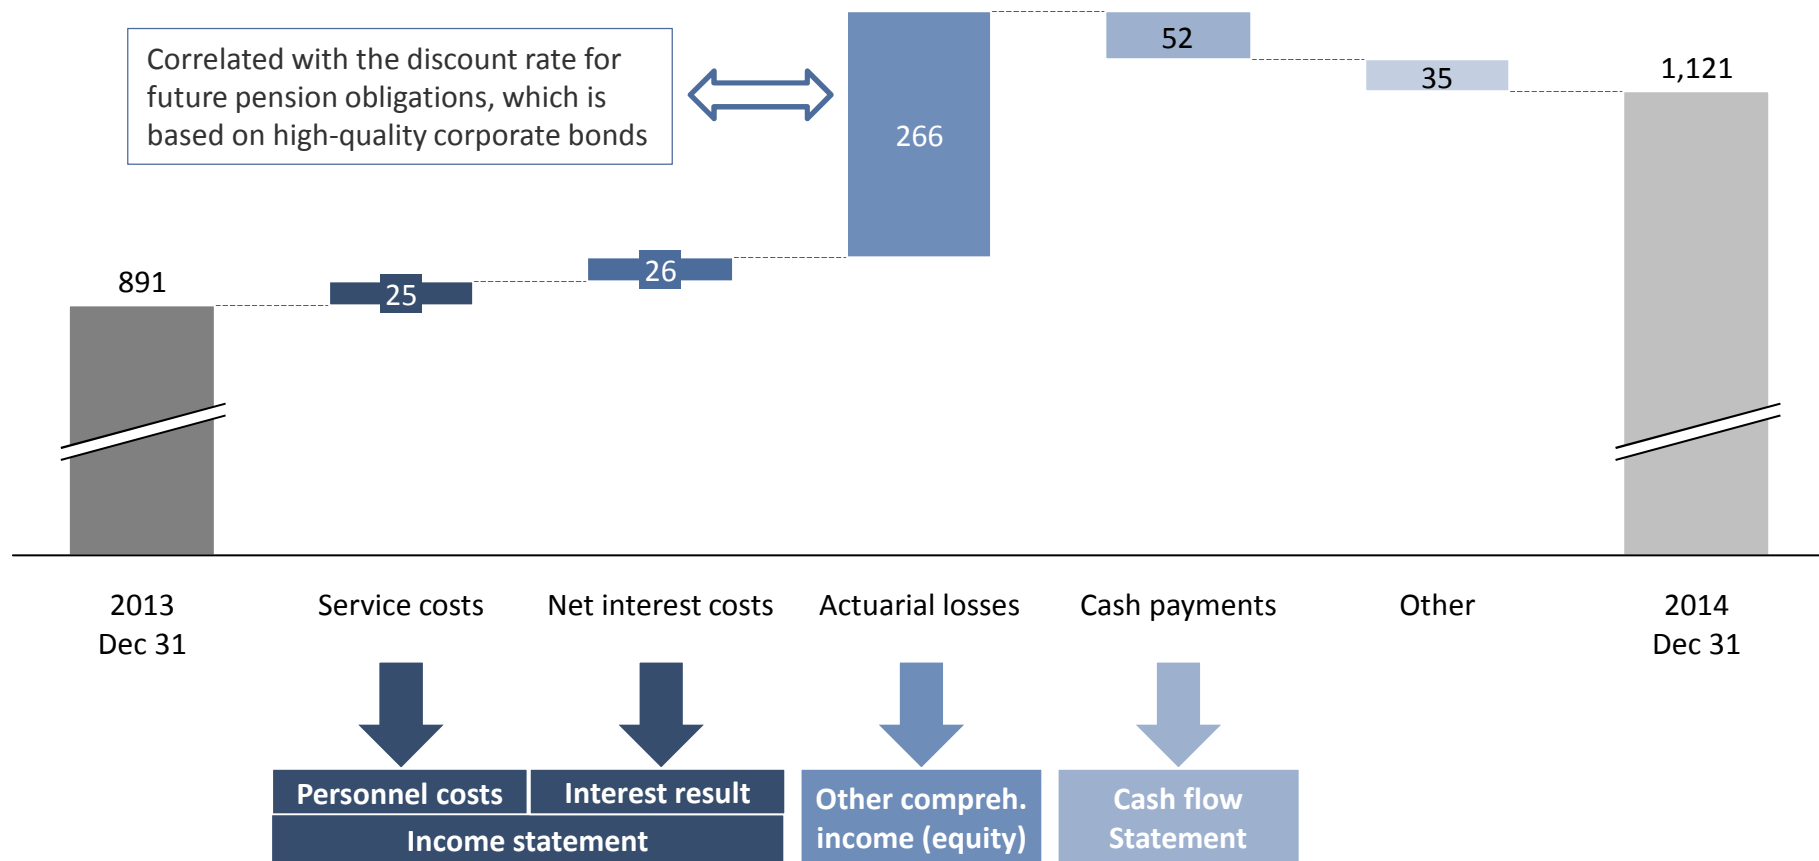 Correlated with the discount rate for
future pension obligations, which is
based on high-quality corporate bonds
891
25
26
266
52
35
1,121
2013
Dec 31
Service costs
Net interest costs
Actuarial losses
Cash payments
Other
2014
Dec 31
Personnel costs
Interest result
Income statement
Other compreh.
income (equity)
Cash flow
Statement